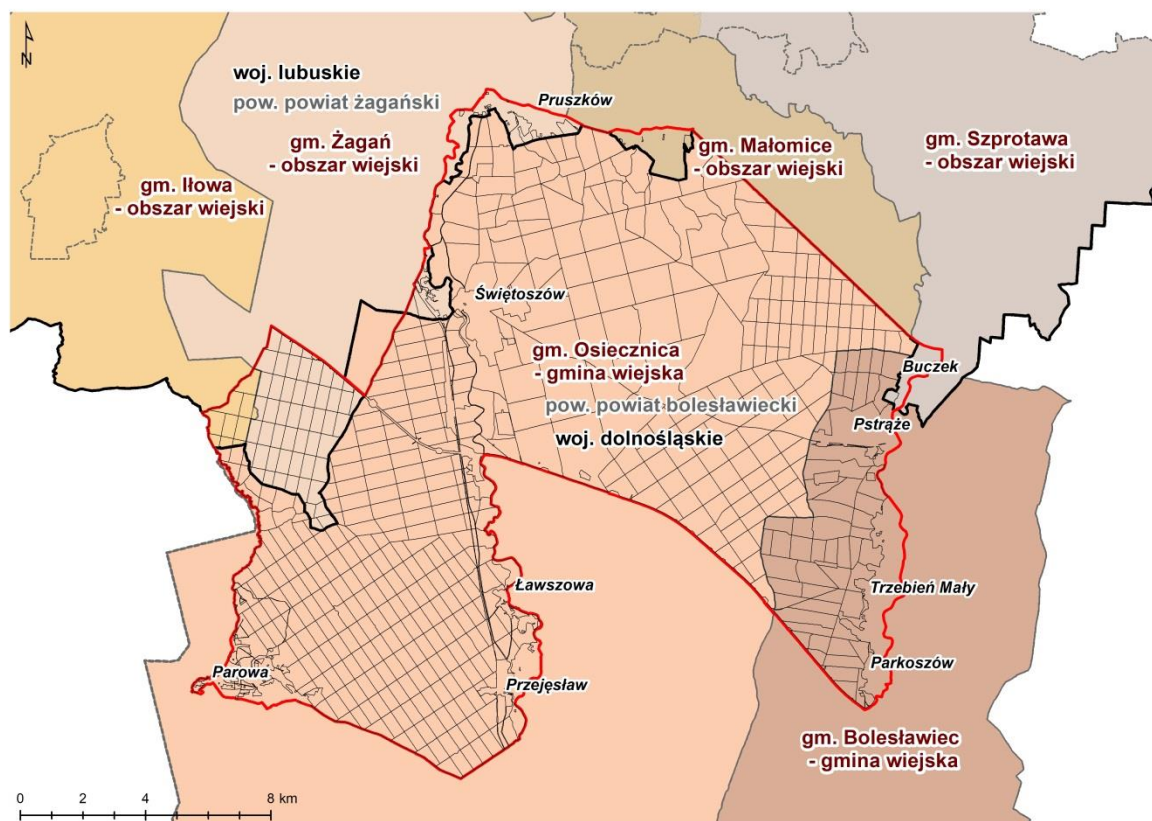 N
woj. lubuskie
pow. powiat żagański
Pruszków
gm. Żagań
- obszar wiejski
gm. Małomice
- obszar wiejski
gm. Szprotawa
- obszar wiejski
gm. Iłowa
- obszar wiejski
Świętoszów
gm. Osiecznica
- gmina wiejska
pow. powiat bolesławiecki
woj. dolnośląskie
Buczek
Pstrąże
Ławszowa
Trzebień Mały
Parowa
Przejęsław
Parkoszów
gm. Bolesławiec
- gmina wiejska
0 2 4 8 km